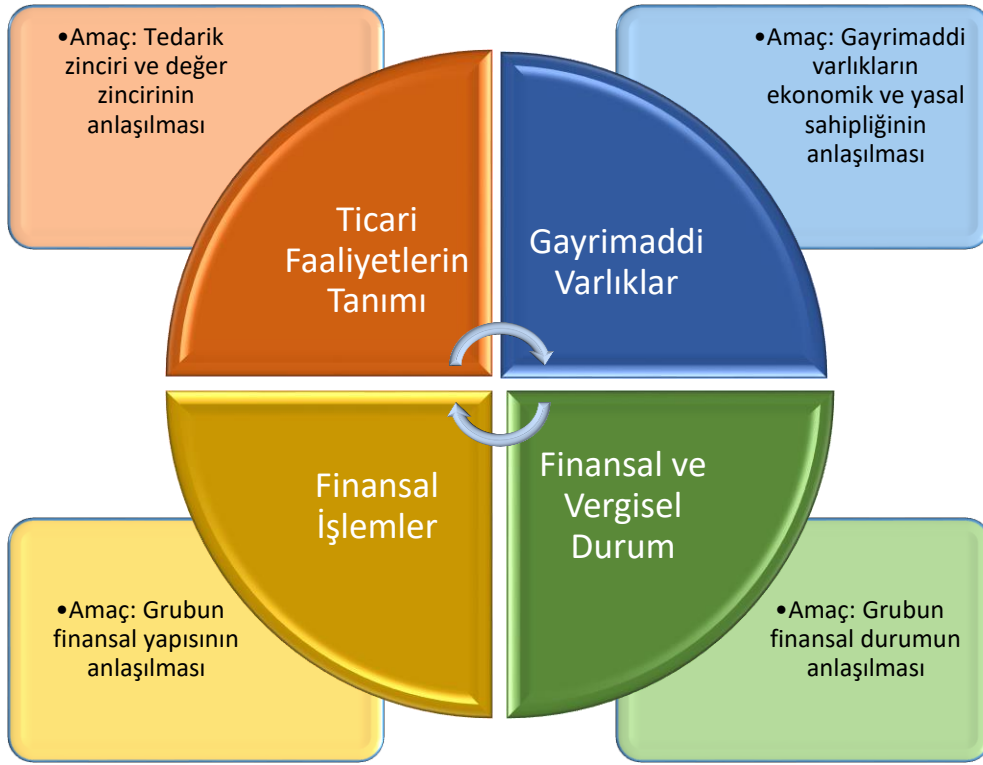 •Amaç: Tedarik
zinciri ve değer
zincirinin
anlaşılması
•Amaç: Gayrimaddi
varlıkların
ekonomik ve yasal
sahipliğinin
anlaşılması
Ticari
Faaliyetlerin
Tanımı
Gayrimaddi
Varlıklar
Finansal
İşlemler
Finansal ve
Vergisel
Durum
•Amaç: Grubun
finansal yapısının
anlaşılması
•Amaç: Grubun
finansal durumun
anlaşılması